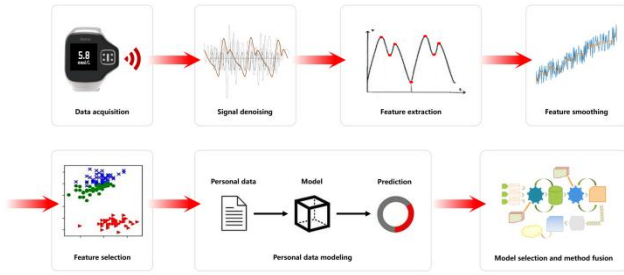 5.8
mmol/L
Data acquisition
Signal denoising
Feature extraction
Feature smoothing
Feature selection
Personal data
Model
Prediction
Personal data modeling
Model selection and method fusion